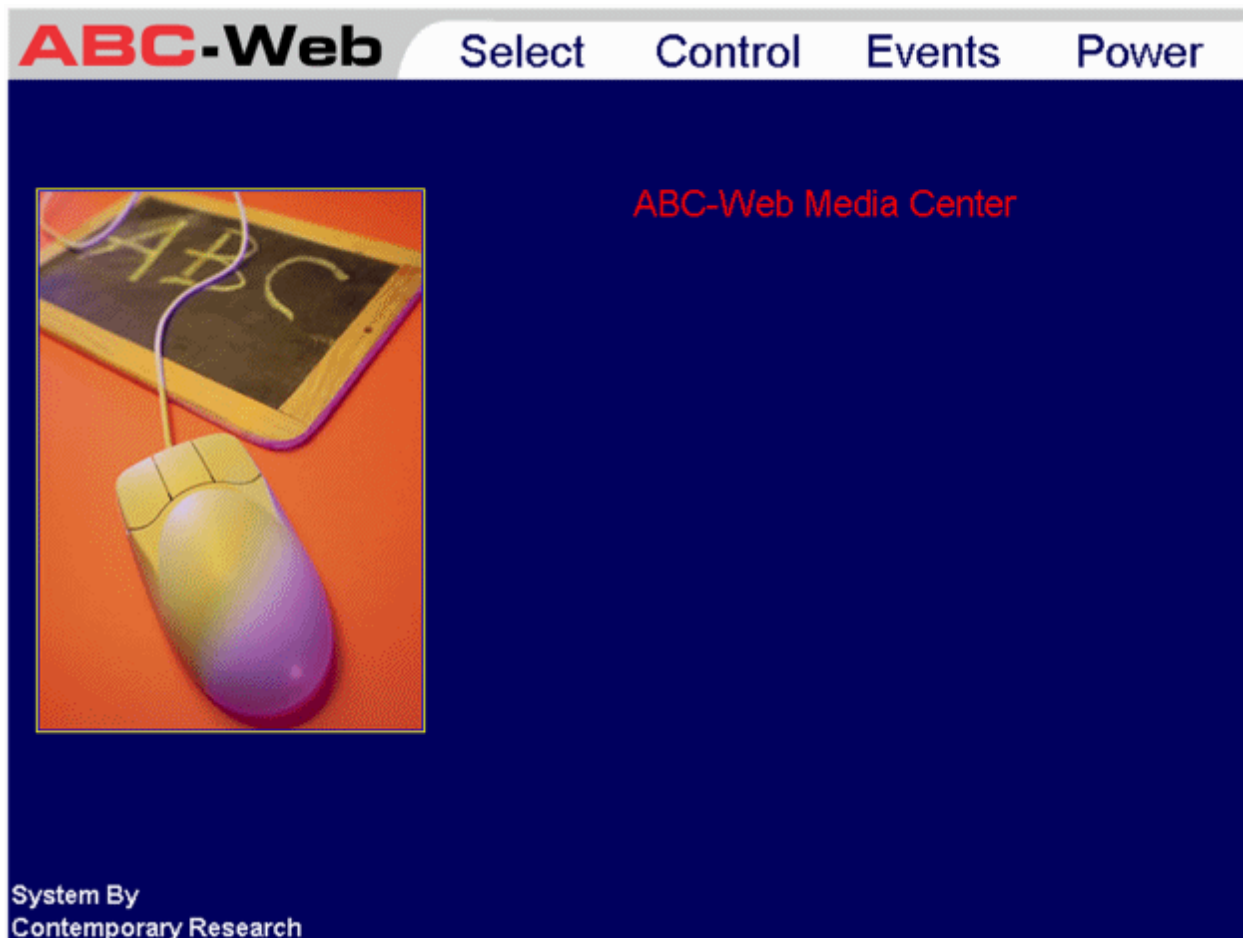 ABC-Web Select Control Events Power
ABC-Web Media Center
ABC
System By
Contemporary Research